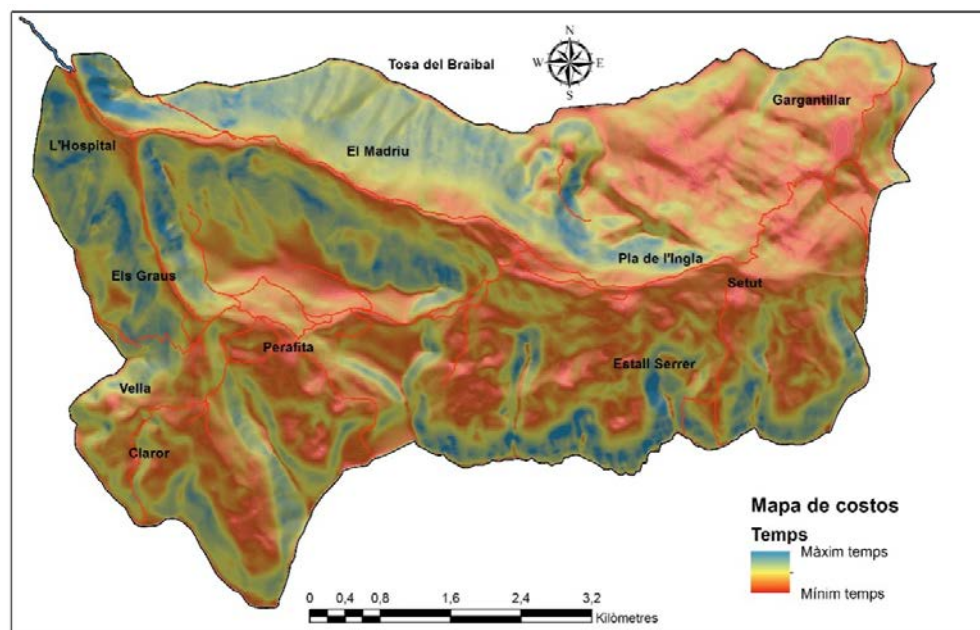 N
W E
S
Tosa del Braibal
Gargantillar
L'Hospital
El Madriu
Pla de l'Ingla
Els Graus
Setut
Perafita
Estall Serrer
Vella
Claror
Mapa de costos
Temps
Màxim temps
Mínim temps
0 0,4 0,8 1,6 2,4 3,2
Kilòmetres